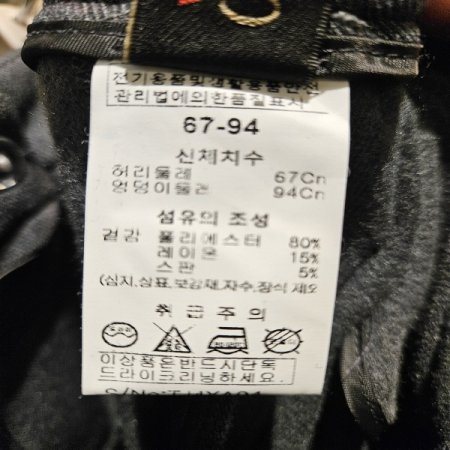 전기용품및생활용품안전
관리법에의한품질표시
67-94
신체치수
허리둘레 67Cm
엉덩이둘레 94Cm
섬유의 조성
겉감 폴리에스터 80%
레이온 15%
스판 5%
(심지,상표,보강재,자수,장식 제외
취급주의
이상품은반드시단독
드라이크리닝하세요.
S/No: